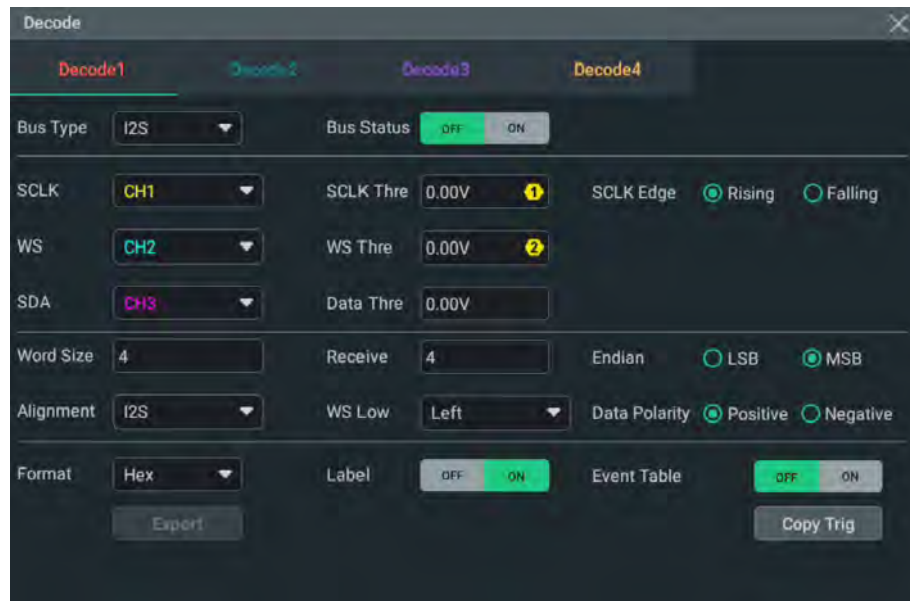 Decode
Decode1 Decode2 Decode3 Decode4
Bus Type I2S Bus Status OFF ON
SCLK CH1 SCLK Thre 0.00V 1 SCLK Edge Rising Falling
WS CH2 WS Thre 0.00V 2
SDA CH3 Data Thre 0.00V
Word Size 4 Receive 4 Endian LSB MSB
Alignment I2S WS Low Left Data Polarity Positive Negative
Format Hex Label OFF ON Event Table OFF ON
Export Copy Trig